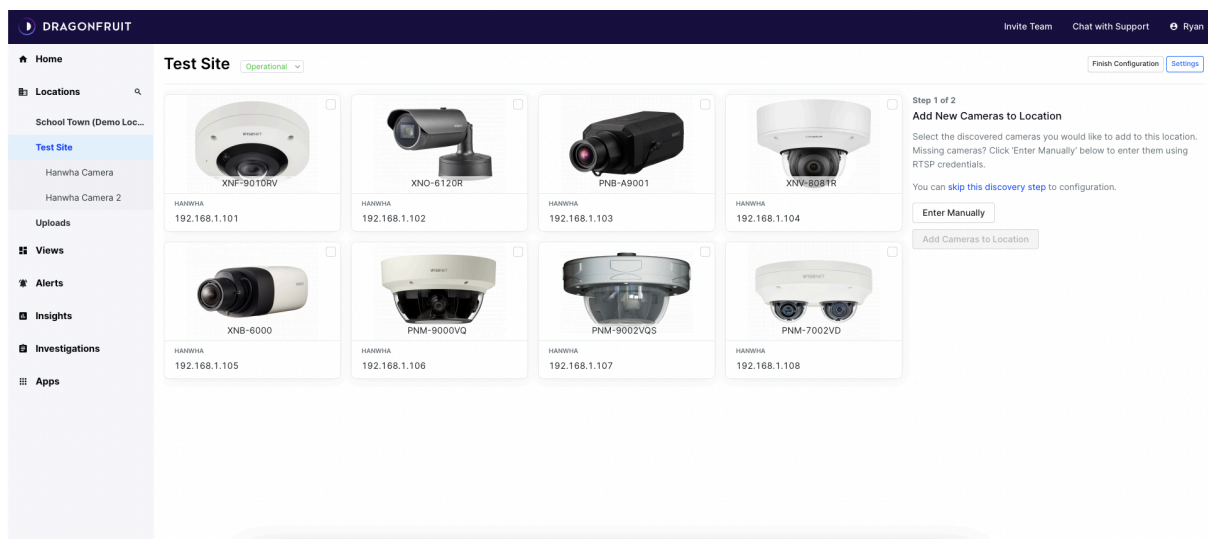 DRAGONFRUIT
Invite Team
Chat with Support
Ryan
Home
Locations
School Town (Demo Loc...
Test Site
Hanwha Camera
Hanwha Camera 2
Uploads
Views
Alerts
Insights
Investigations
Apps
Test Site
Operational
Finish Configuration
Settings
XNF-9010RV
HANWHA
192.168.1.101
XNO-6120R
HANWHA
192.168.1.102
PNB-A9001
HANWHA
192.168.1.103
XNV-8081R
HANWHA
192.168.1.104
XNB-6000
HANWHA
192.168.1.105
PNM-9000VQ
HANWHA
192.168.1.106
PNM-9002VQS
HANWHA
192.168.1.107
PNM-7002VD
HANWHA
192.168.1.108
Step 1 of 2
Add New Cameras to Location
Select the discovered cameras you would like to add to this location.
Missing cameras? Click 'Enter Manually' below to enter them using
RTSP credentials.
You can skip this discovery step to configuration.
Enter Manually
Add Cameras to Location